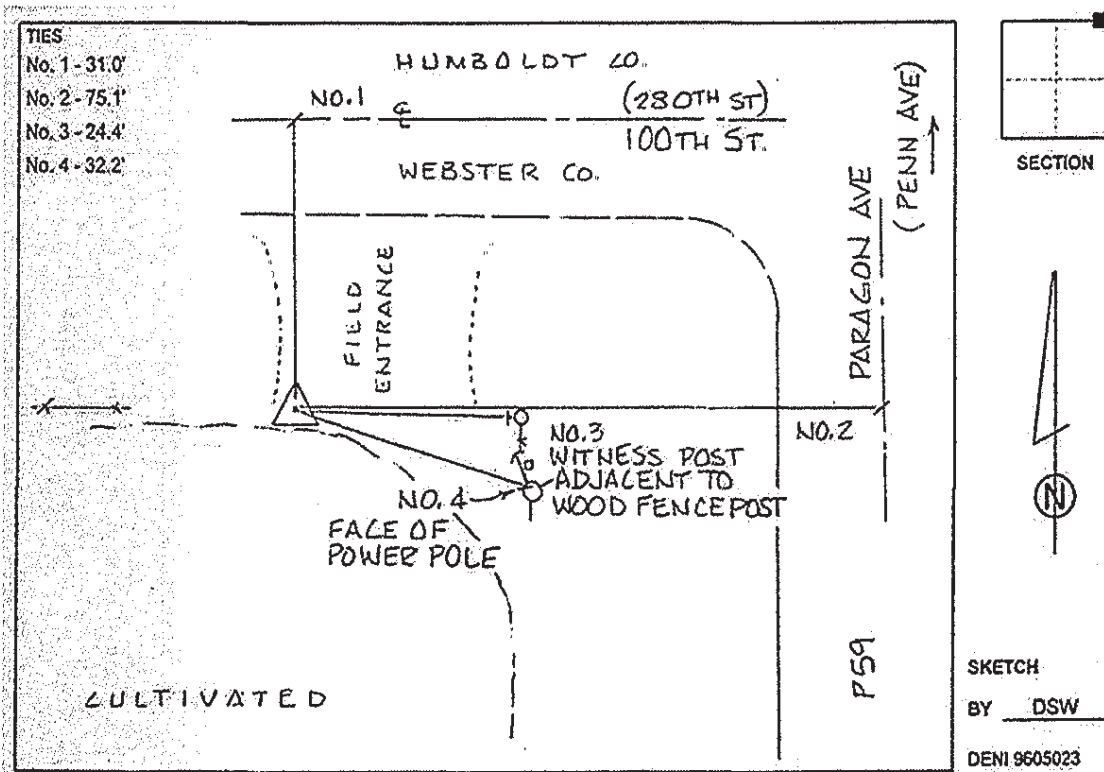 TIES
No. 1 - 31.0'
No. 2 - 75.1'
No. 3 - 24.4'
No. 4 - 32.2'
HUMBOLDT CO.
NO.1
℄
(280TH ST)
100TH ST.
WEBSTER CO.
FIELD
ENTRANCE
PARAGON AVE
(PENN AVE)
NO.2
NO.3
WITNESS POST
ADJACENT TO
WOOD FENCEPOST
NO.4
FACE OF
POWER POLE
CULTIVATED
P59
SECTION
N
SKETCH
BY DSW
DENI 9605023